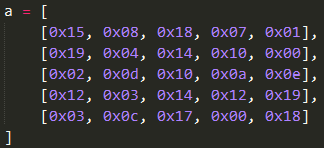 a = [
[0x15, 0x08, 0x18, 0x07, 0x01],
[0x19, 0x04, 0x14, 0x10, 0x00],
[0x02, 0x0d, 0x10, 0x0a, 0x0e],
[0x12, 0x03, 0x14, 0x12, 0x19],
[0x03, 0x0c, 0x17, 0x00, 0x18]
]